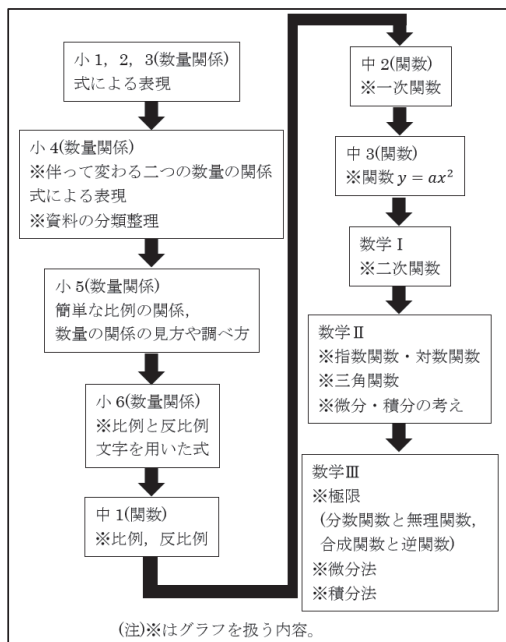 小 1, 2, 3(数量関係)
式による表現
小 4(数量関係)
※伴って変わる二つの数量の関係
式による表現
※資料の分類整理
小 5(数量関係)
簡単な比例の関係,
数量の関係の見方や調べ方
小 6(数量関係)
※比例と反比例
文字を用いた式
中 1(関数)
※比例, 反比例
中 2(関数)
※一次関数
中 3(関数)
※関数 y = ax²
数学Ⅰ
※二次関数
数学Ⅱ
※指数関数・対数関数
※三角関数
※微分・積分の考え
数学Ⅲ
※極限
(分数関数と無理関数,
合成関数と逆関数)
※微分法
※積分法
(注)※はグラフを扱う内容。